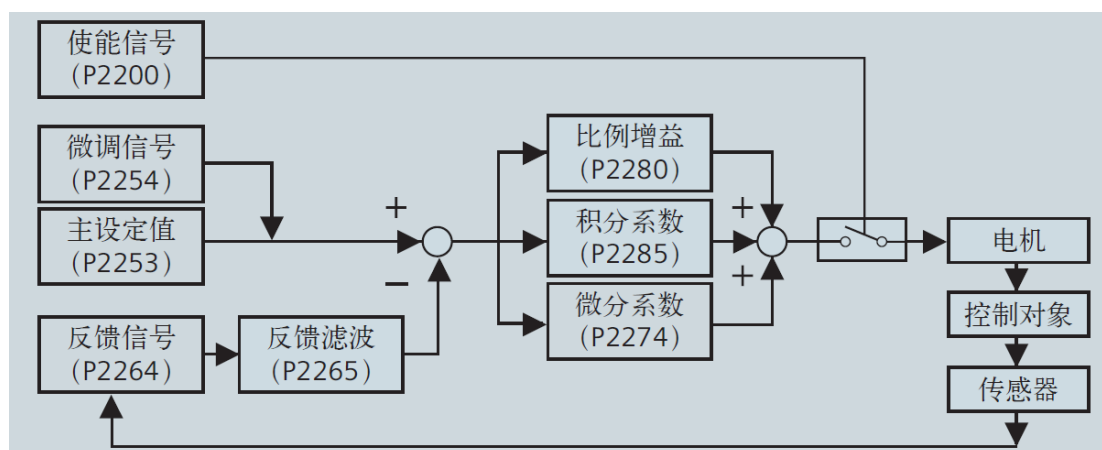 使能信号
（P2200）
微调信号
（P2254）
主设定值
（P2253）
反馈信号
（P2264）
反馈滤波
（P2265）
+
−
比例增益
（P2280）
积分系数
（P2285）
微分系数
（P2274）
+
+
电机
控制对象
传感器